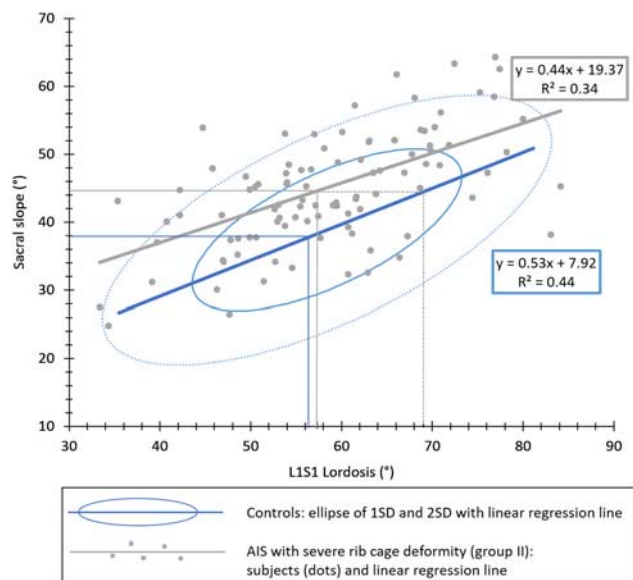 70
60
50
40
30
20
10
Sacral slope (°)
y = 0.44x + 19.37
R² = 0.34
y = 0.53x + 7.92
R² = 0.44
30 40 50 60 70 80 90
L1S1 Lordosis (°)
Controls: ellipse of 1SD and 2SD with linear regression line
AIS with severe rib cage deformity (group II):
subjects (dots) and linear regression line